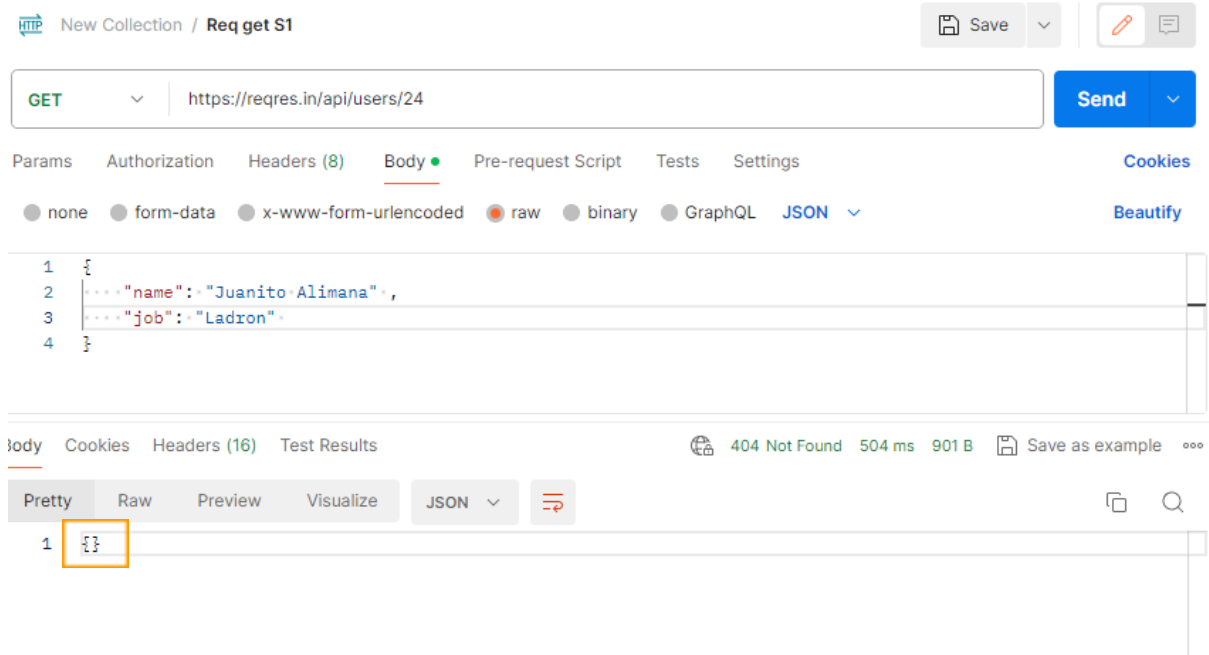 HTTP New Collection / Req get S1 Save
GET https://reqres.in/api/users/24 Send
Params Authorization Headers (8) Body Pre-request Script Tests Settings Cookies
none form-data x-www-form-urlencoded raw binary GraphQL JSON Beautify
1 {
2 "name": "Juanito Alimana" ,
3 "job": "Ladron"
4 }
Body Cookies Headers (16) Test Results 404 Not Found 504 ms 901 B Save as example
Pretty Raw Preview Visualize JSON
1 {}